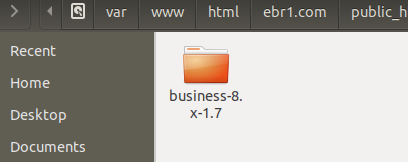 var www html ebr1.com public_h
Recent
Home
Desktop
Documents
business-8.
x-1.7